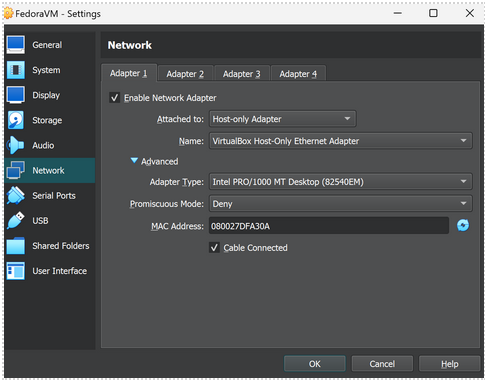 FedoraVM - Settings
General
System
Display
Storage
Audio
Network
Serial Ports
USB
Shared Folders
User Interface
Network
Adapter 1 Adapter 2 Adapter 3 Adapter 4
Enable Network Adapter
Attached to: Host-only Adapter
Name: VirtualBox Host-Only Ethernet Adapter
Advanced
Adapter Type: Intel PRO/1000 MT Desktop (82540EM)
Promiscuous Mode: Deny
MAC Address: 080027DFA30A
Cable Connected
OK Cancel Help